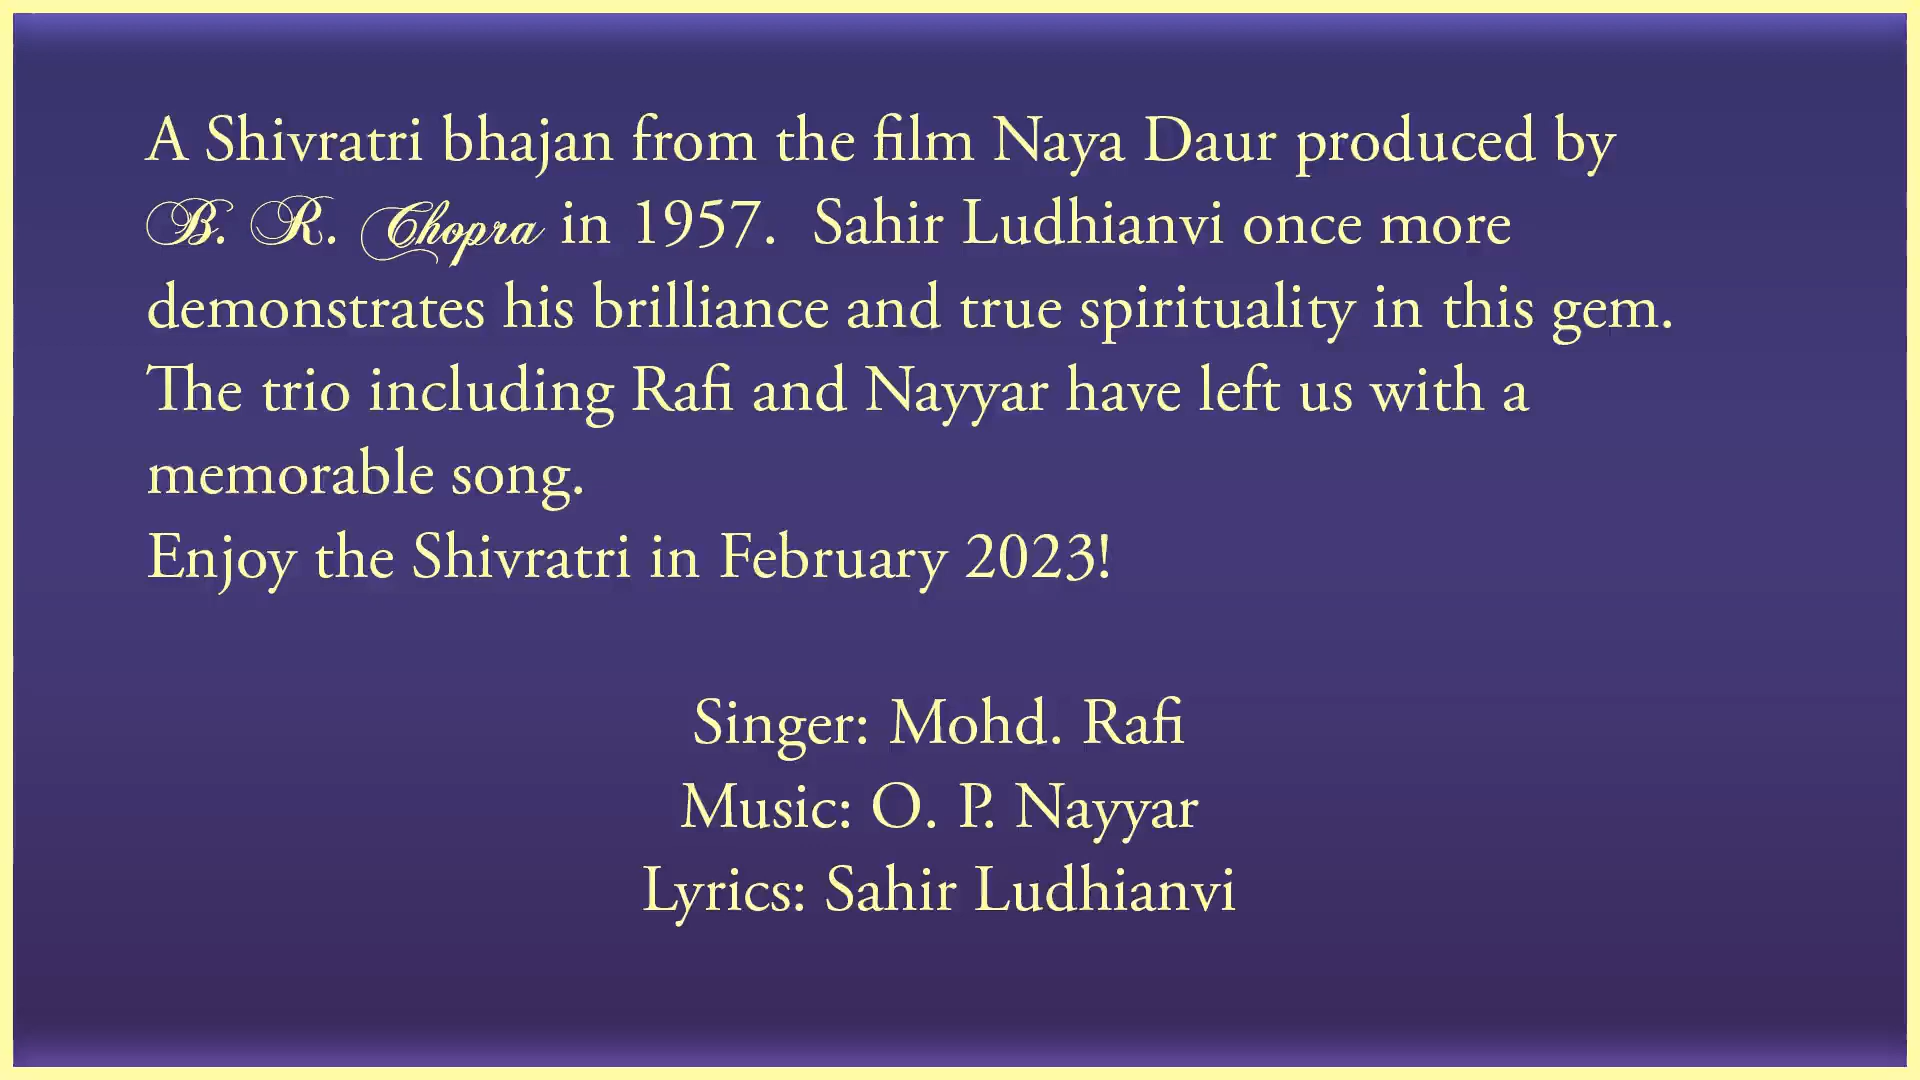 A Shivratri bhajan from the film Naya Daur produced by
B. R. Chopra in 1957.  Sahir Ludhianvi once more
demonstrates his brilliance and true spirituality in this gem.
The trio including Rafi and Nayyar have left us with a
memorable song.
Enjoy the Shivratri in February 2023!
Singer: Mohd. Rafi
Music: O. P. Nayyar
Lyrics: Sahir Ludhianvi